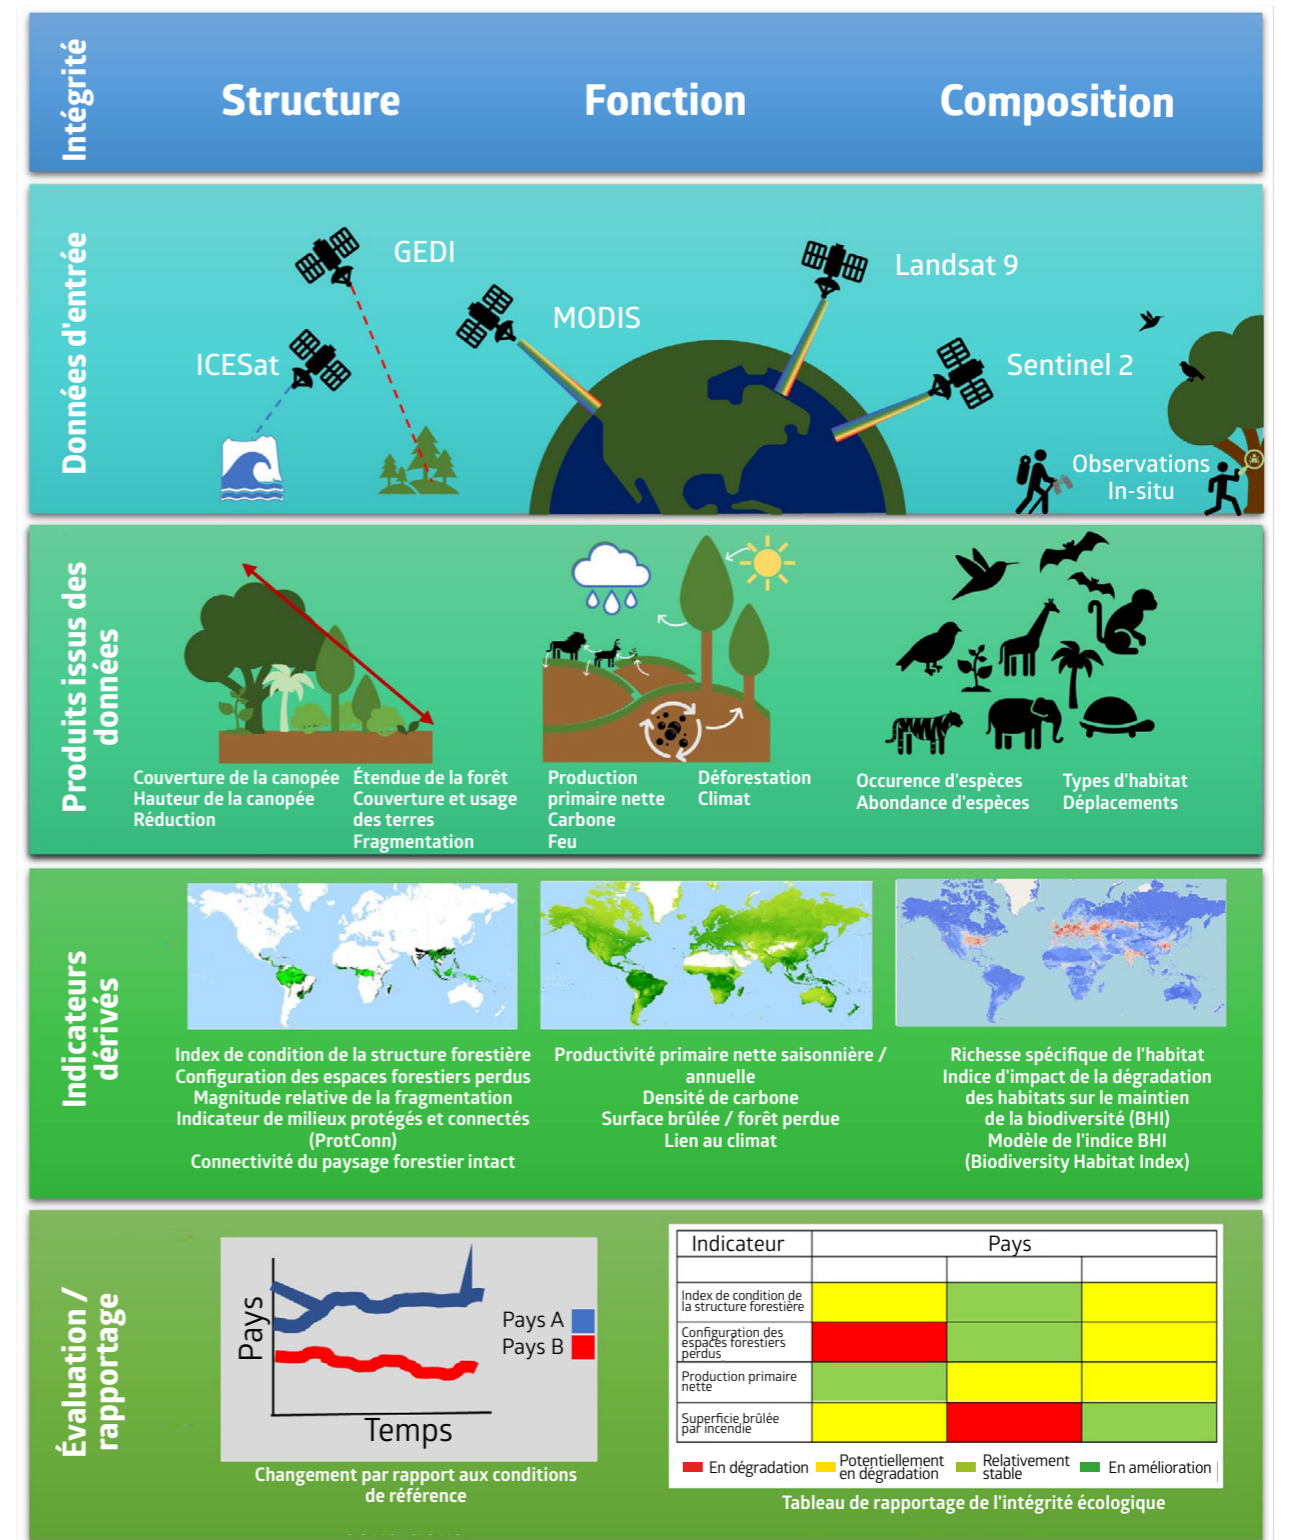 Intégrité
Structure
Fonction
Composition
Données d'entrée
GEDI
Landsat 9
MODIS
ICESat
Sentinel 2
Observations
In-situ
Produits issus des
données
Couverture de la canopée
Hauteur de la canopée
Réduction
Étendue de la forêt
Couverture et usage
des terres
Fragmentation
Production
primaire nette
Carbone
Feu
Déforestation
Climat
Occurence d'espèces
Abondance d'espèces
Types d'habitat
Déplacements
Indicateurs
dérivés
Index de condition de la structure forestière
Configuration des espaces forestiers perdus
Magnitude relative de la fragmentation
Indicateur de milieux protégés et connectés
(ProtConn)
Connectivité du paysage forestier intact
Productivité primaire nette saisonnière /
annuelle
Densité de carbone
Surface brûlée / forêt perdue
Lien au climat
Richesse spécifique de l'habitat
Indice d'impact de la dégradation
des habitats sur le maintien
de la biodiversité (BHI)
Modèle de l'indice BHI
(Biodiversity Habitat Index)
Évaluation /
rapportage
Pays
Temps
Pays A
Pays B
Changement par rapport aux conditions
de référence
Indicateur
Pays
Index de condition de
la structure forestière
Configuration des
espaces forestiers
perdus
Production primaire
nette
Superficie brûlée
par incendie
En dégradation
Potentiellement
en dégradation
Relativement
stable
En amélioration
Tableau de rapportage de l'intégrité écologique